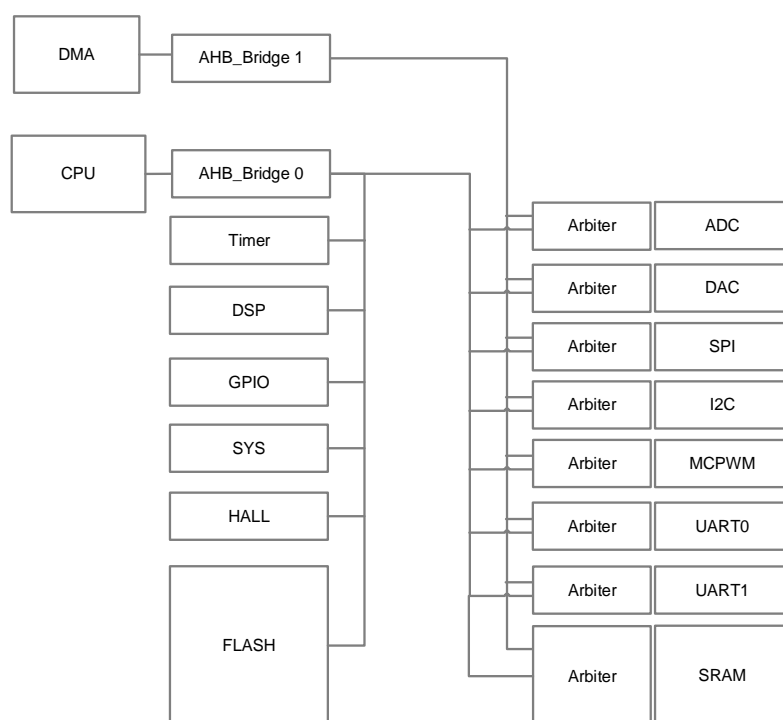 DMA
AHB_Bridge 1
CPU
AHB_Bridge 0
Timer
DSP
GPIO
SYS
HALL
FLASH
Arbiter
ADC
Arbiter
DAC
Arbiter
SPI
Arbiter
I2C
Arbiter
MCPWM
Arbiter
UART0
Arbiter
UART1
Arbiter
SRAM